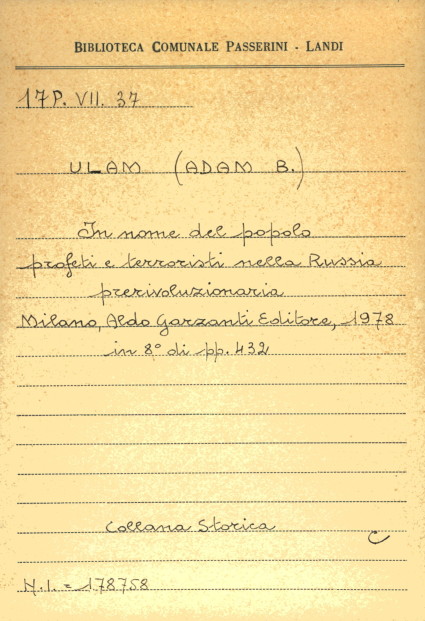 BIBLIOTECA COMUNALE PASSERINI - LANDI
17P. VII. 37
ULAM (ADAM B.)
In nome del popolo
profeti e terroristi nella Russia
prerivoluzionaria
Milano, Aldo Garzanti Editore, 1978
in 8° di pp. 432
Collana Storica
C
N.I. = 178758